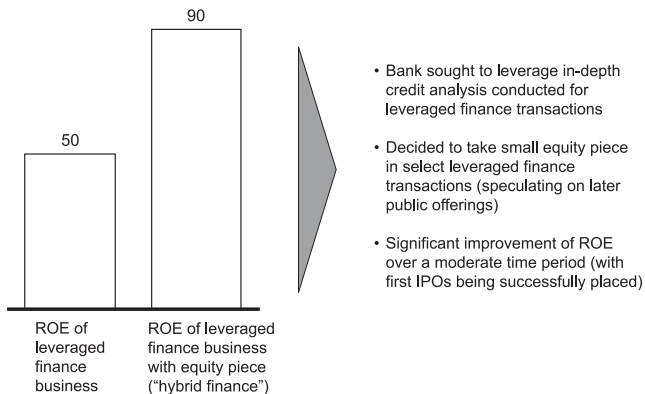 90
50
ROE of
leveraged
finance
business
ROE of leveraged
finance business
with equity piece
(“hybrid finance”)
• Bank sought to leverage in-depth
credit analysis conducted for
leveraged finance transactions
• Decided to take small equity piece
in select leveraged finance
transactions (speculating on later
public offerings)
• Significant improvement of ROE
over a moderate time period (with
first IPOs being successfully placed)